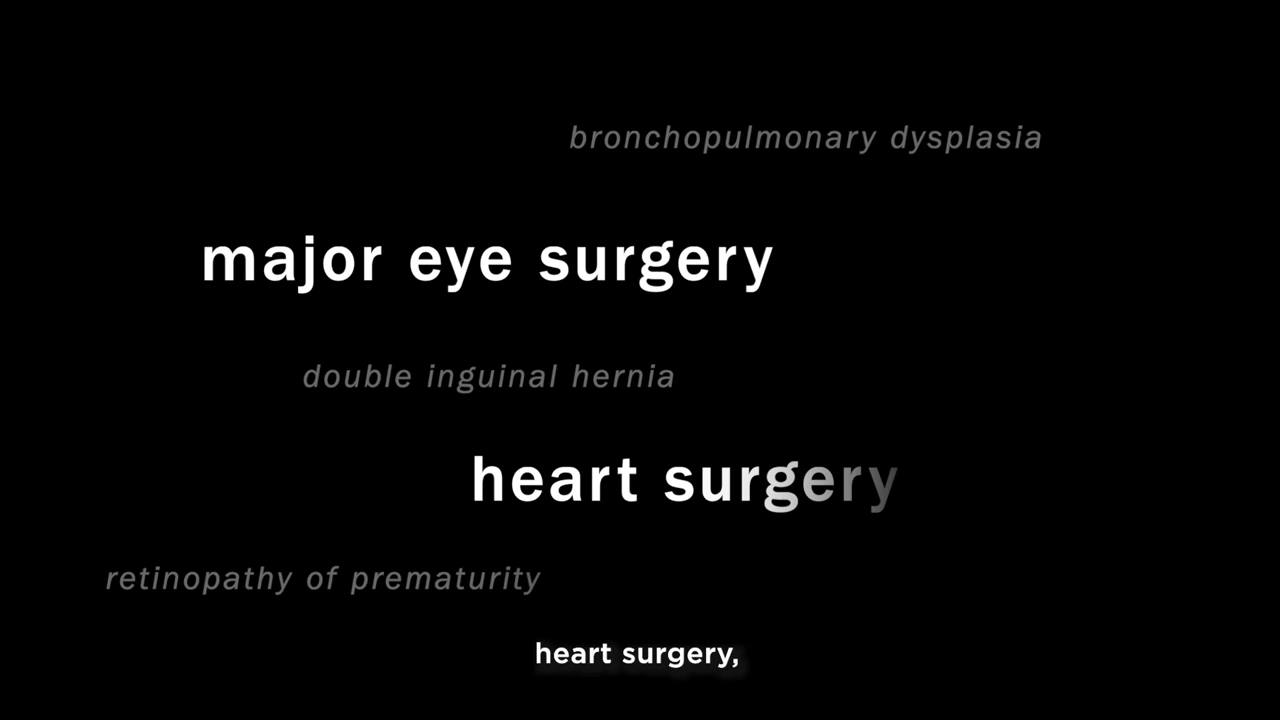 bronchopulmonary dysplasia
major eye surgery
double inguinal hernia
heart surgery
retinopathy of prematurity
heart surgery,